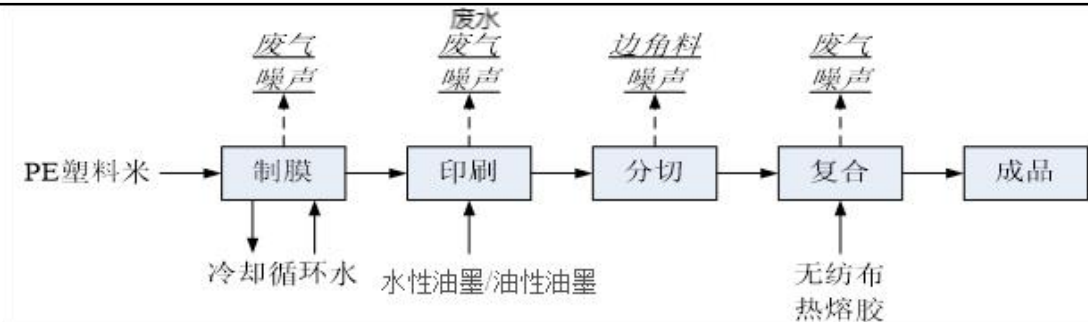 废水
废气
噪声
废气
噪声
边角料
噪声
废气
噪声
PE塑料米
制膜
印刷
分切
复合
成品
冷却循环水
水性油墨/油性油墨
无纺布
热熔胶